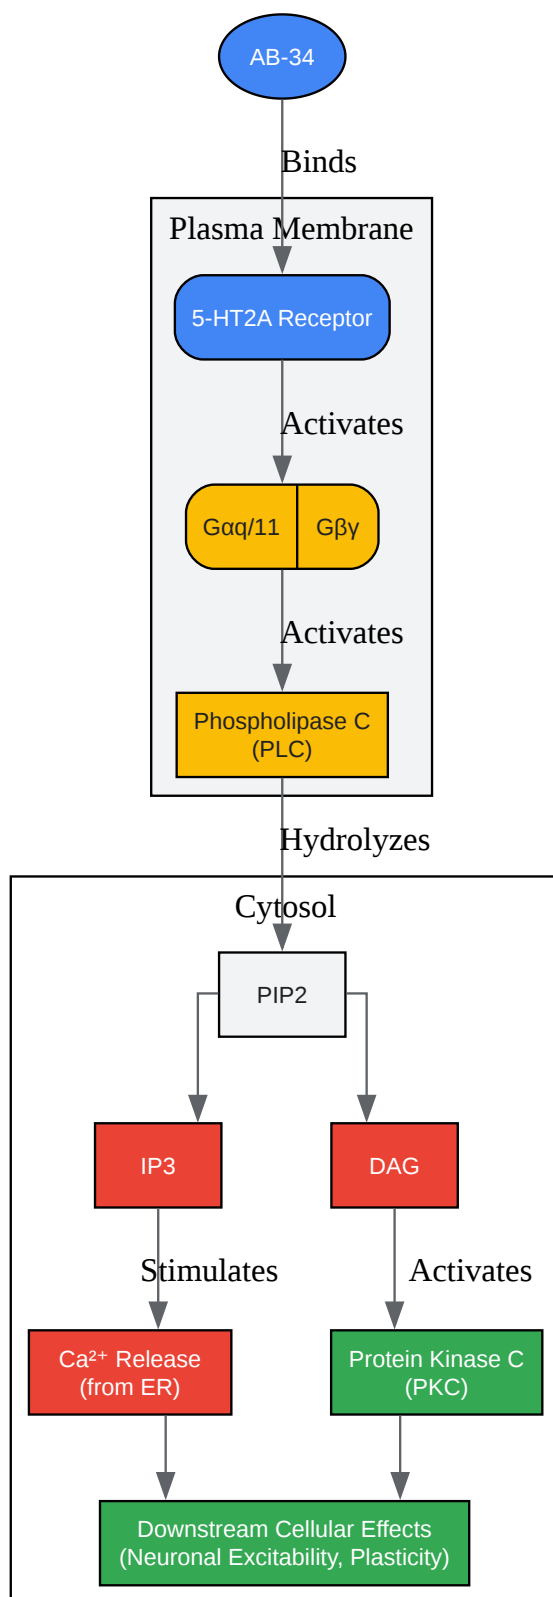 AB-34
Binds
Plasma Membrane
5-HT2A Receptor
Activates
Gαq/11
Gβγ
Activates
Phospholipase C
(PLC)
Hydrolyzes
Cytosol
PIP2
IP3
DAG
Stimulates
Activates
Ca²⁺ Release
(from ER)
Protein Kinase C
(PKC)
Downstream Cellular Effects
(Neuronal Excitability, Plasticity)